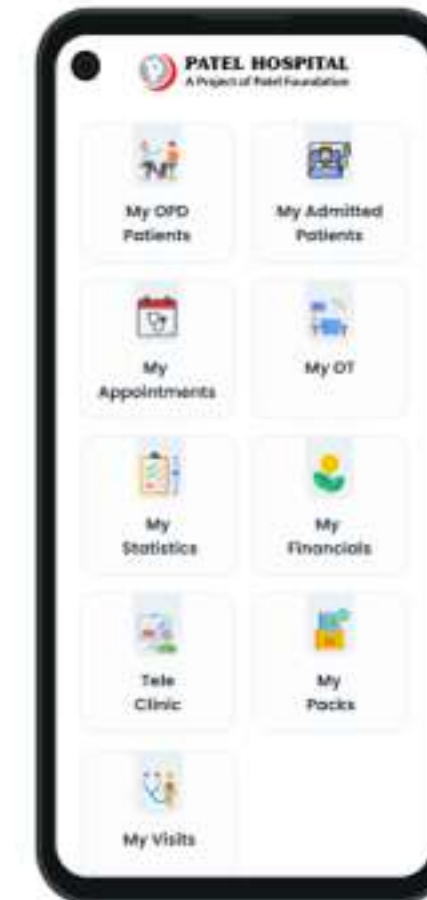 PATEL HOSPITAL
A Project of Patel Foundation
My OPD
Patients
My Admitted
Patients
My
Appointments
My OT
My
Statistics
My
Financials
Tele
Clinic
My
Packs
My Visits